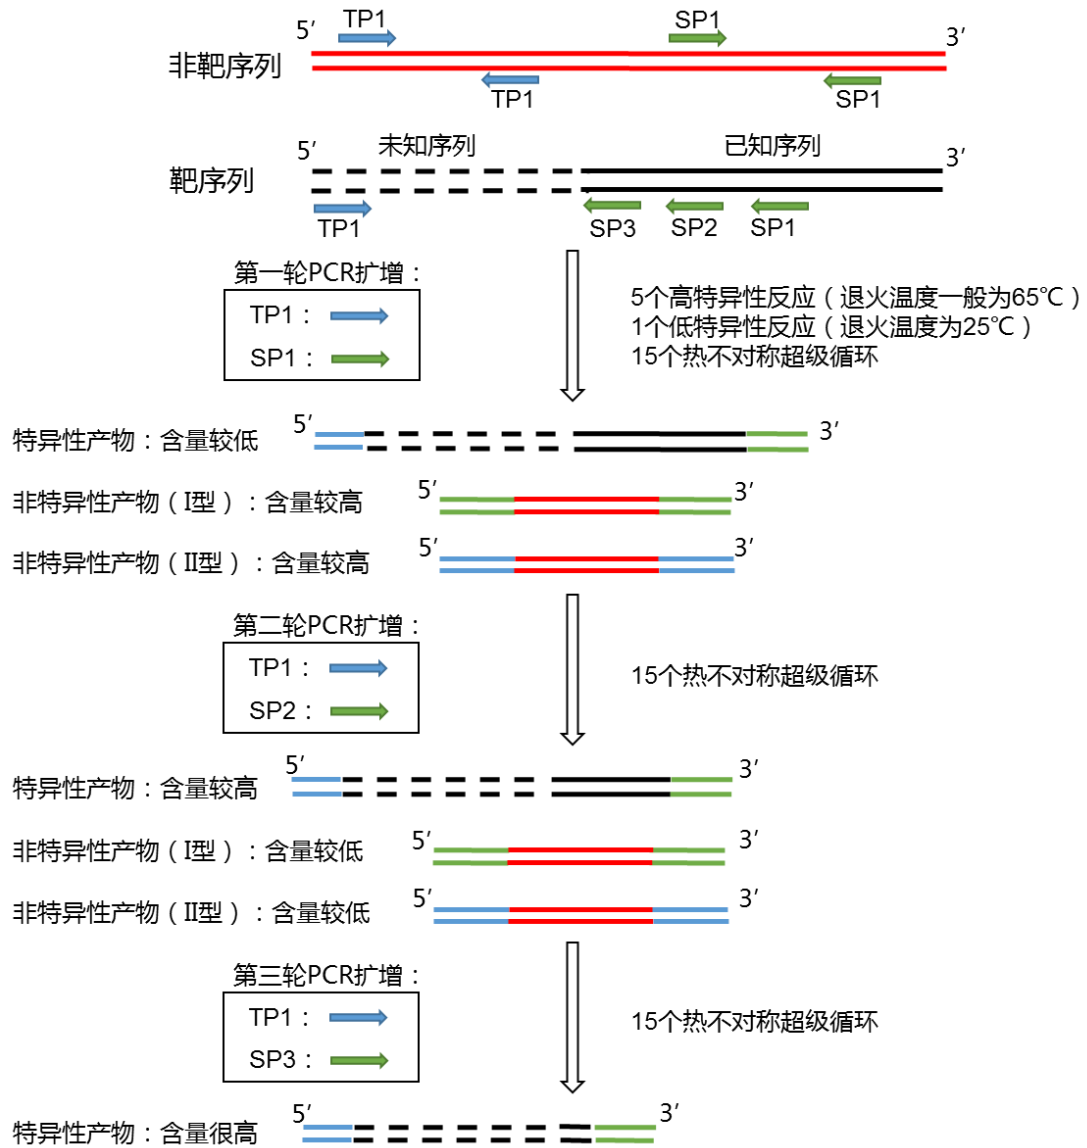 5′ TP1 SP1 3′
非靶序列
TP1 SP1
5′ 未知序列 已知序列 3′
靶序列
TP1 SP3 SP2 SP1
第一轮PCR扩增：
TP1：
SP1：
5个高特异性反应（退火温度一般为65℃）
1个低特异性反应（退火温度为25℃）
15个热不对称超级循环
特异性产物：含量较低 5′ 3′
非特异性产物（I型）：含量较高 5′ 3′
非特异性产物（II型）：含量较高 5′ 3′
第二轮PCR扩增：
TP1：
SP2：
15个热不对称超级循环
特异性产物：含量较高 5′ 3′
非特异性产物（I型）：含量较低 5′ 3′
非特异性产物（II型）：含量较低 5′ 3′
第三轮PCR扩增：
TP1：
SP3：
15个热不对称超级循环
特异性产物：含量很高 5′ 3′